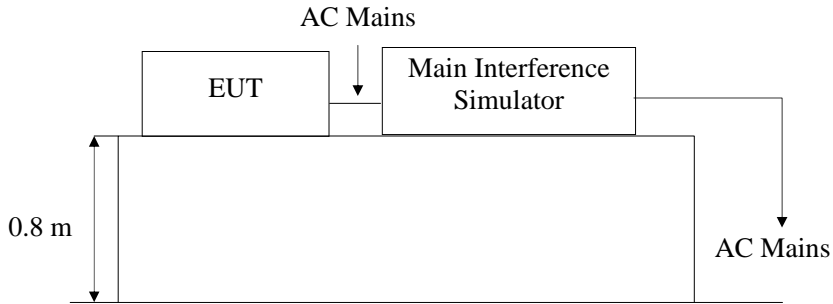 AC Mains
EUT
Main Interference
Simulator
0.8 m
AC Mains